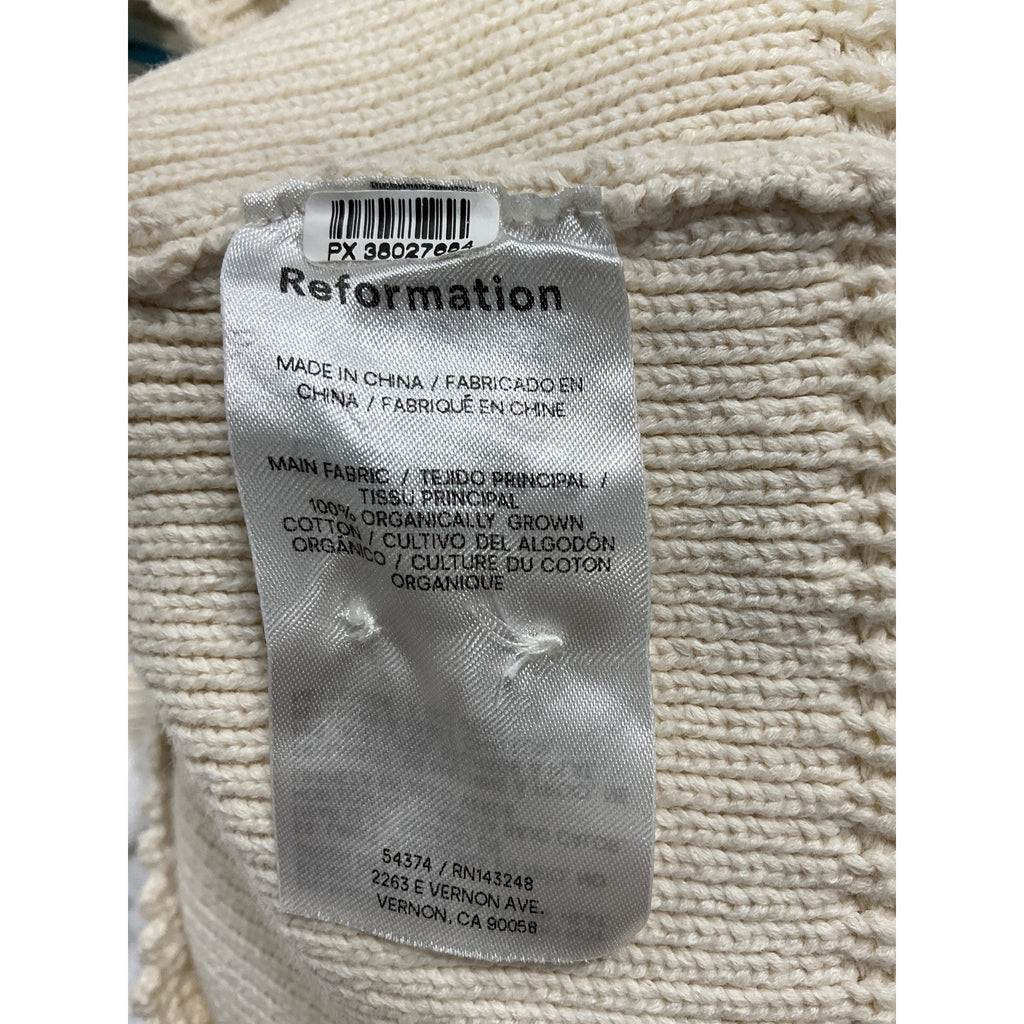 PX 38027664
Reformation
MADE IN CHINA / FABRICADO EN
CHINA / FABRIQUÉ EN CHINE
MAIN FABRIC / TEJIDO PRINCIPAL /
TISSU PRINCIPAL
100% ORGANICALLY GROWN
COTTON / CULTIVO DEL ALGODÓN
ORGÁNICO / CULTURE DU COTON
ORGANIQUE
54374 / RN143248
2263 E VERNON AVE.
VERNON, CA 90058